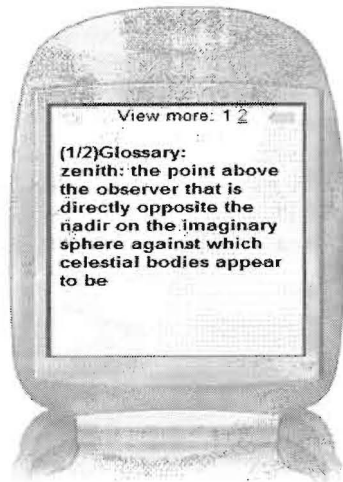 View more: 1 2
(1/2)Glossary:
zenith: the point above
the observer that is
directly opposite the
nadir on the imaginary
sphere against which
celestial bodies appear
to be